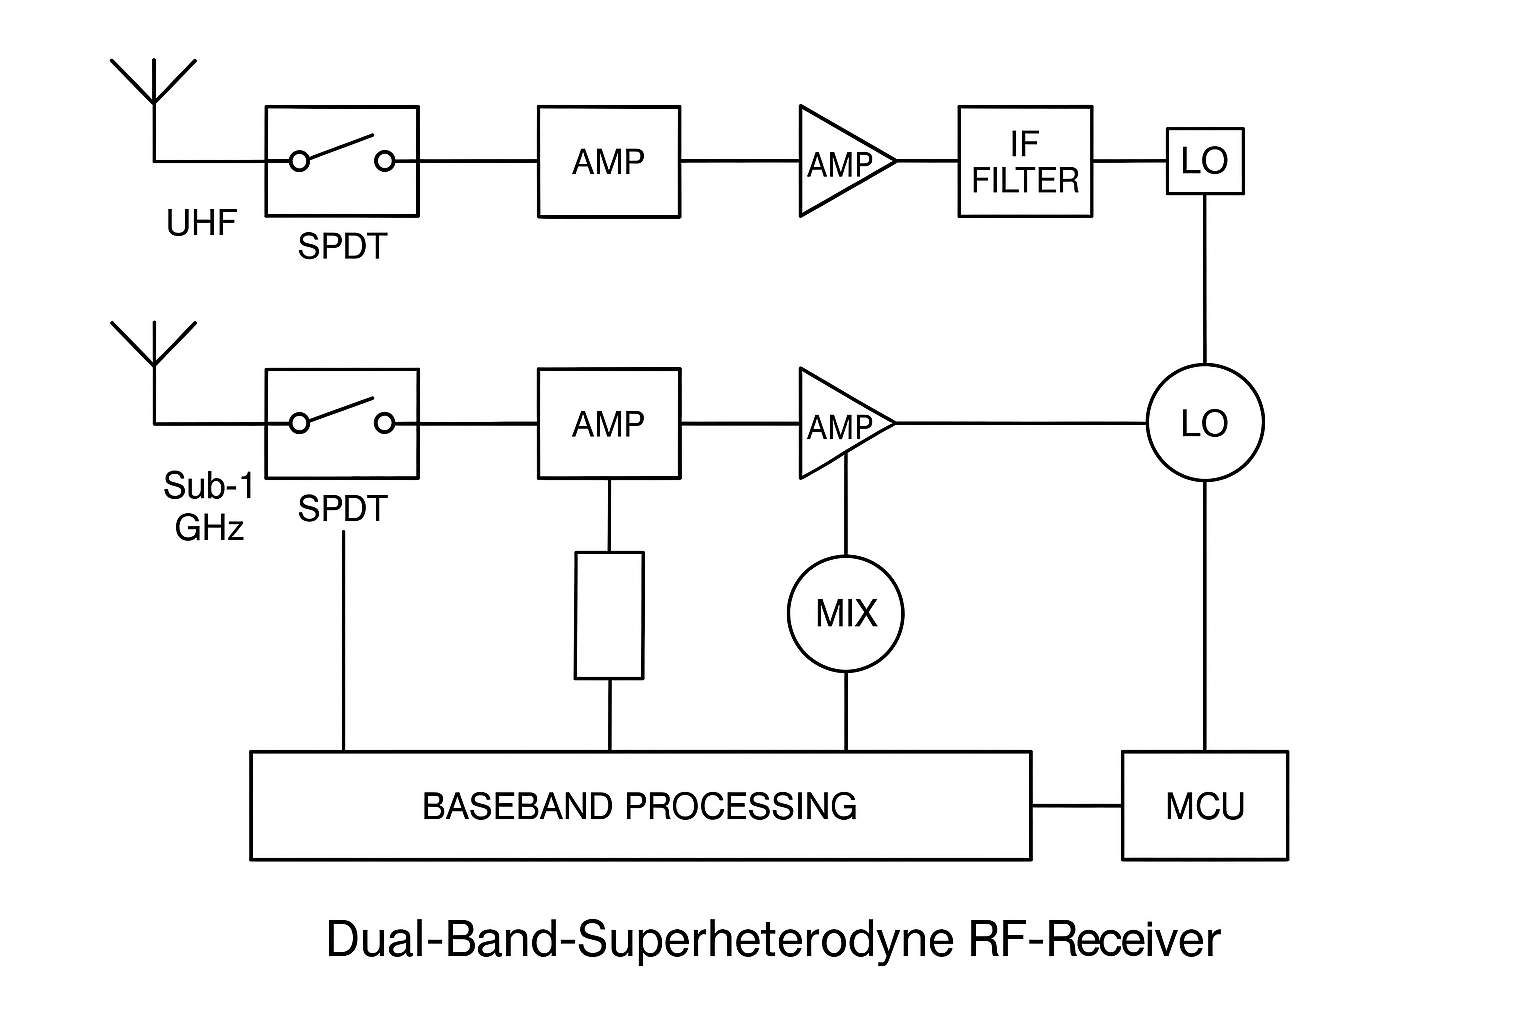 AMP
AMP
IF
FILTER
LO
UHF
SPDT
AMP
AMP
LO
Sub-1
GHz
SPDT
MIX
BASEBAND PROCESSING
MCU
Dual-Band-Superheterodyne RF-Receiver